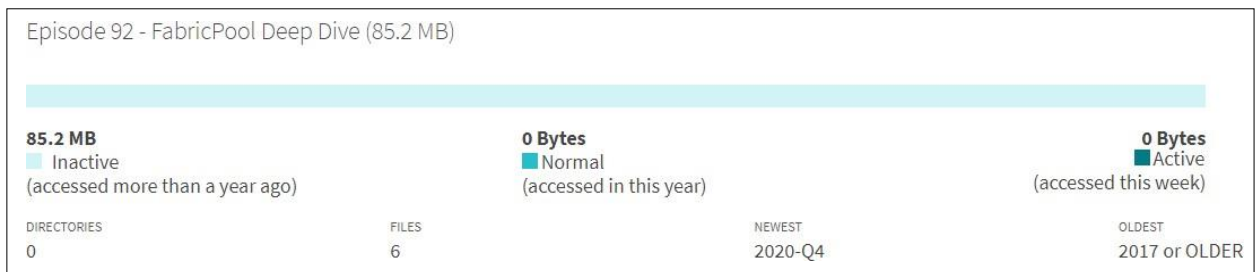 Episode 92 - FabricPool Deep Dive (85.2 MB)
85.2 MB
Inactive
(accessed more than a year ago)
0 Bytes
Normal
(accessed in this year)
0 Bytes
Active
(accessed this week)
DIRECTORIES
0
FILES
6
NEWEST
2020-Q4
OLDEST
2017 or OLDER